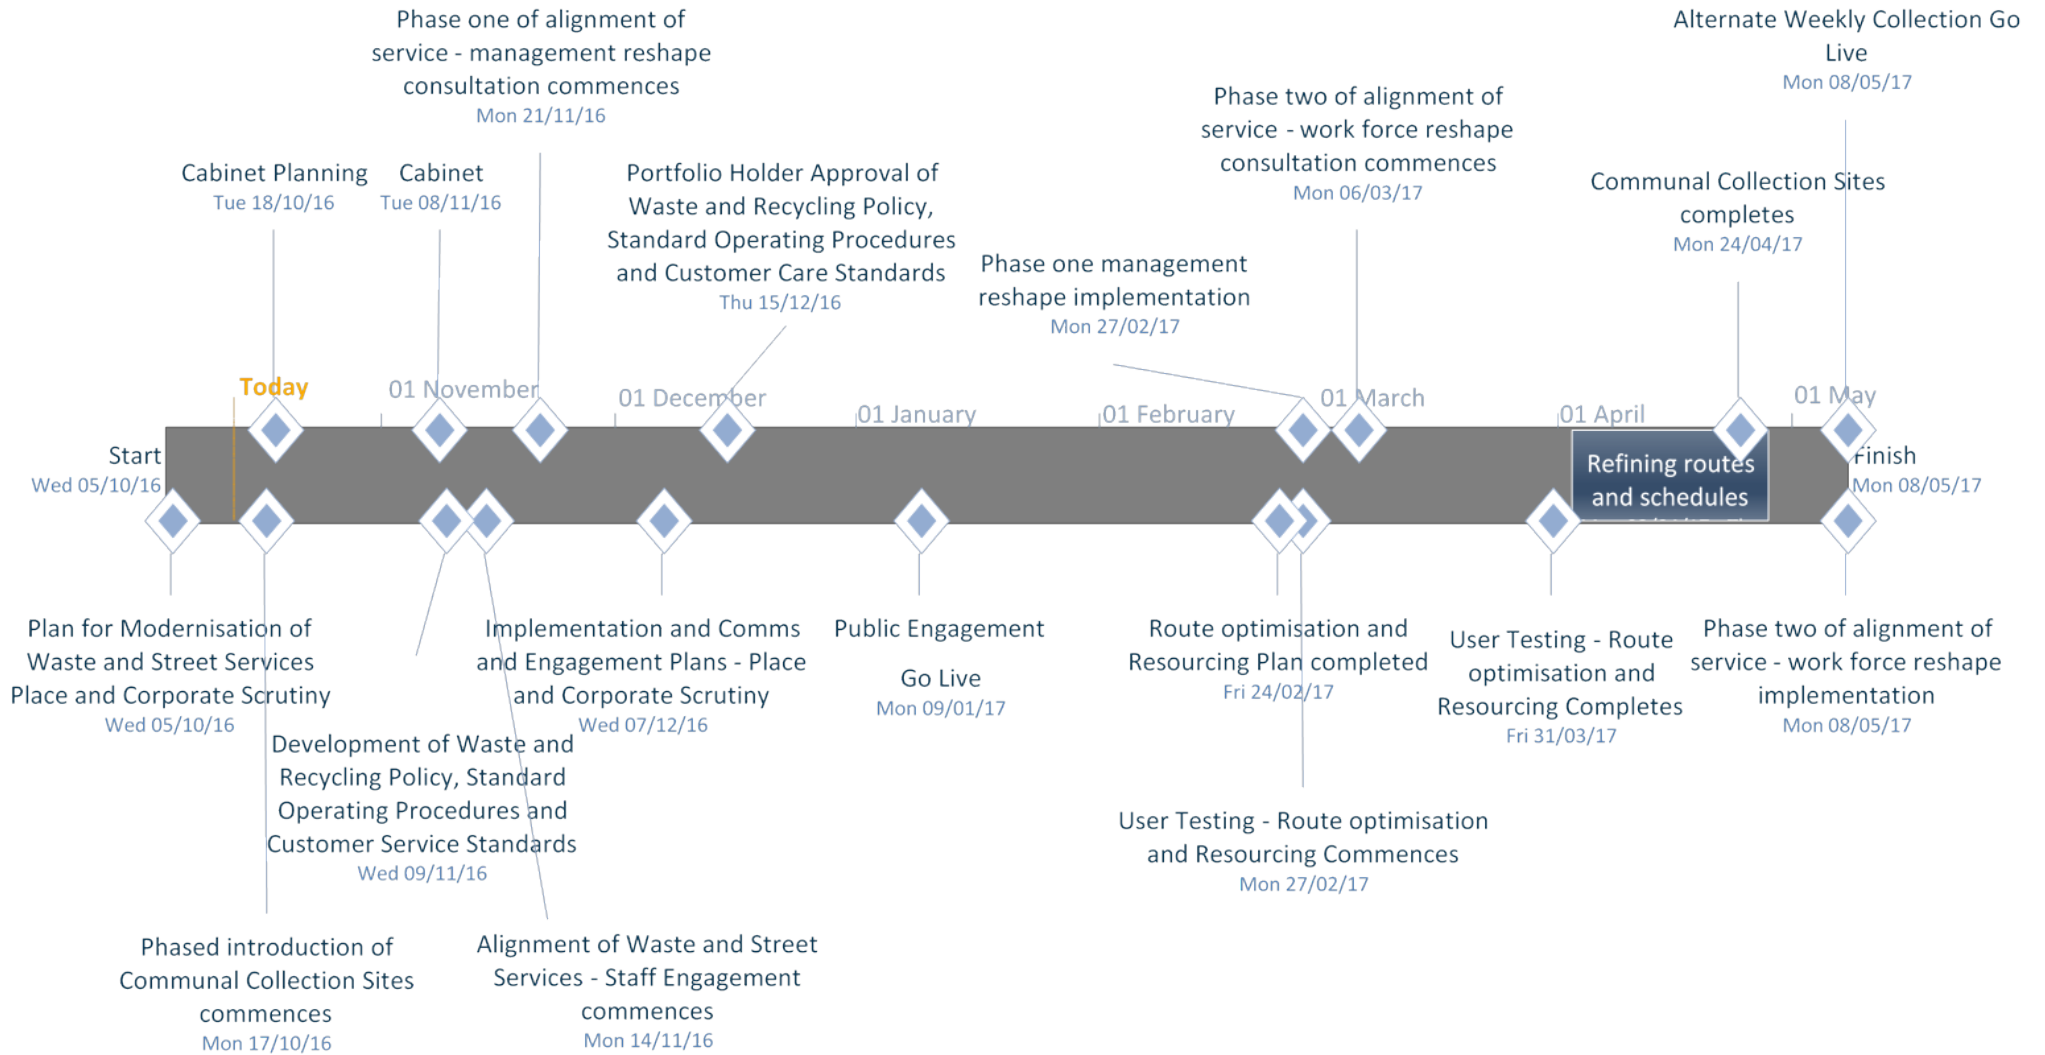 Phase one of alignment of
service - management reshape
consultation commences
Mon 21/11/16
Alternate Weekly Collection Go
Live
Mon 08/05/17
Phase two of alignment of
service - work force reshape
consultation commences
Mon 06/03/17
Cabinet Planning
Tue 18/10/16
Cabinet
Tue 08/11/16
Portfolio Holder Approval of
Waste and Recycling Policy,
Standard Operating Procedures
and Customer Care Standards
Thu 15/12/16
Communal Collection Sites
completes
Mon 24/04/17
Phase one management
reshape implementation
Mon 27/02/17
Today
01 November
01 December
01 January
01 February
01 March
01 April
01 May
Start
Wed 05/10/16
Refining routes
and schedules
Finish
Mon 08/05/17
Plan for Modernisation of
Waste and Street Services
Place and Corporate Scrutiny
Wed 05/10/16
Implementation and Comms
and Engagement Plans - Place
and Corporate Scrutiny
Wed 07/12/16
Public Engagement
Go Live
Mon 09/01/17
Route optimisation and
Resourcing Plan completed
Fri 24/02/17
User Testing - Route
optimisation and
Resourcing Completes
Fri 31/03/17
Phase two of alignment of
service - work force reshape
implementation
Mon 08/05/17
Development of Waste and
Recycling Policy, Standard
Operating Procedures and
Customer Service Standards
Wed 09/11/16
User Testing - Route optimisation
and Resourcing Commences
Mon 27/02/17
Phased introduction of
Communal Collection Sites
commences
Mon 17/10/16
Alignment of Waste and Street
Services - Staff Engagement
commences
Mon 14/11/16